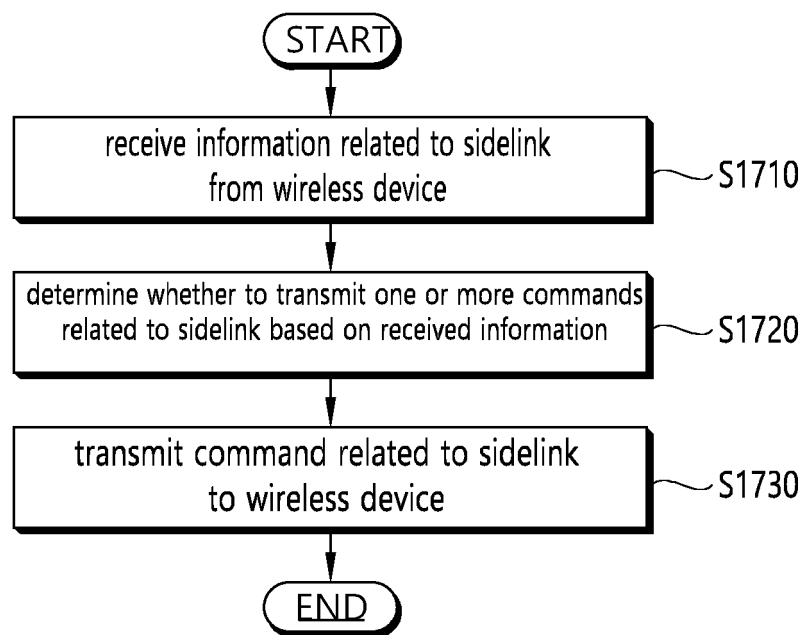 START
receive information related to sidelink
from wireless device
S1710
determine whether to transmit one or more commands
related to sidelink based on received information
S1720
transmit command related to sidelink
to wireless device
S1730
END